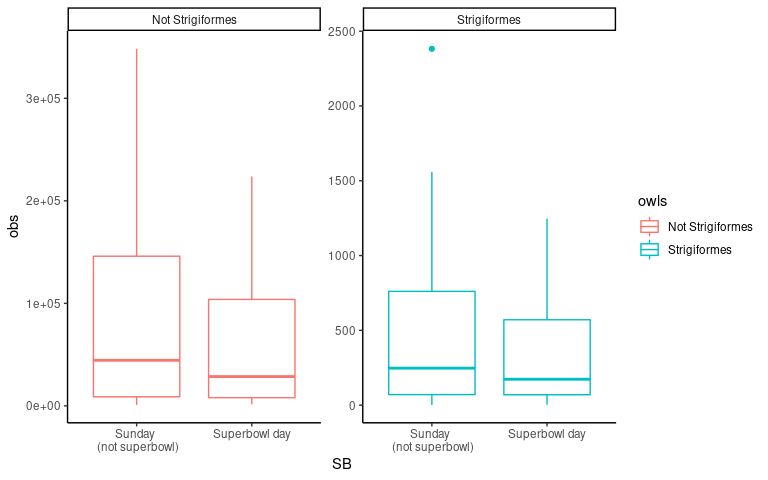 Not Strigiformes
Strigiformes
obs
3e+05
2e+05
1e+05
0e+00
2500
2000
1500
1000
500
0
Sunday
(not superbowl)
Superbowl day
Sunday
(not superbowl)
Superbowl day
SB
owls
Not Strigiformes
Strigiformes